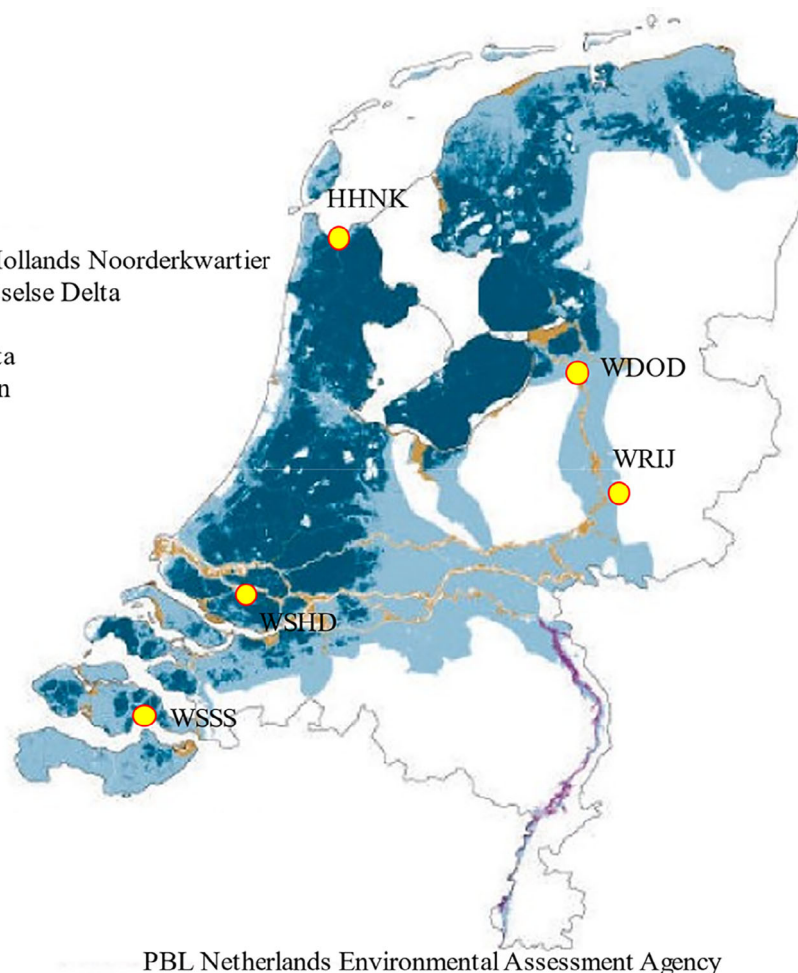 HHNK
Hollands Noorderkwartier
selse Delta
ta
n
WDOD
WRIJ
WSHD
WSSS
PBL Netherlands Environmental Assessment Agency